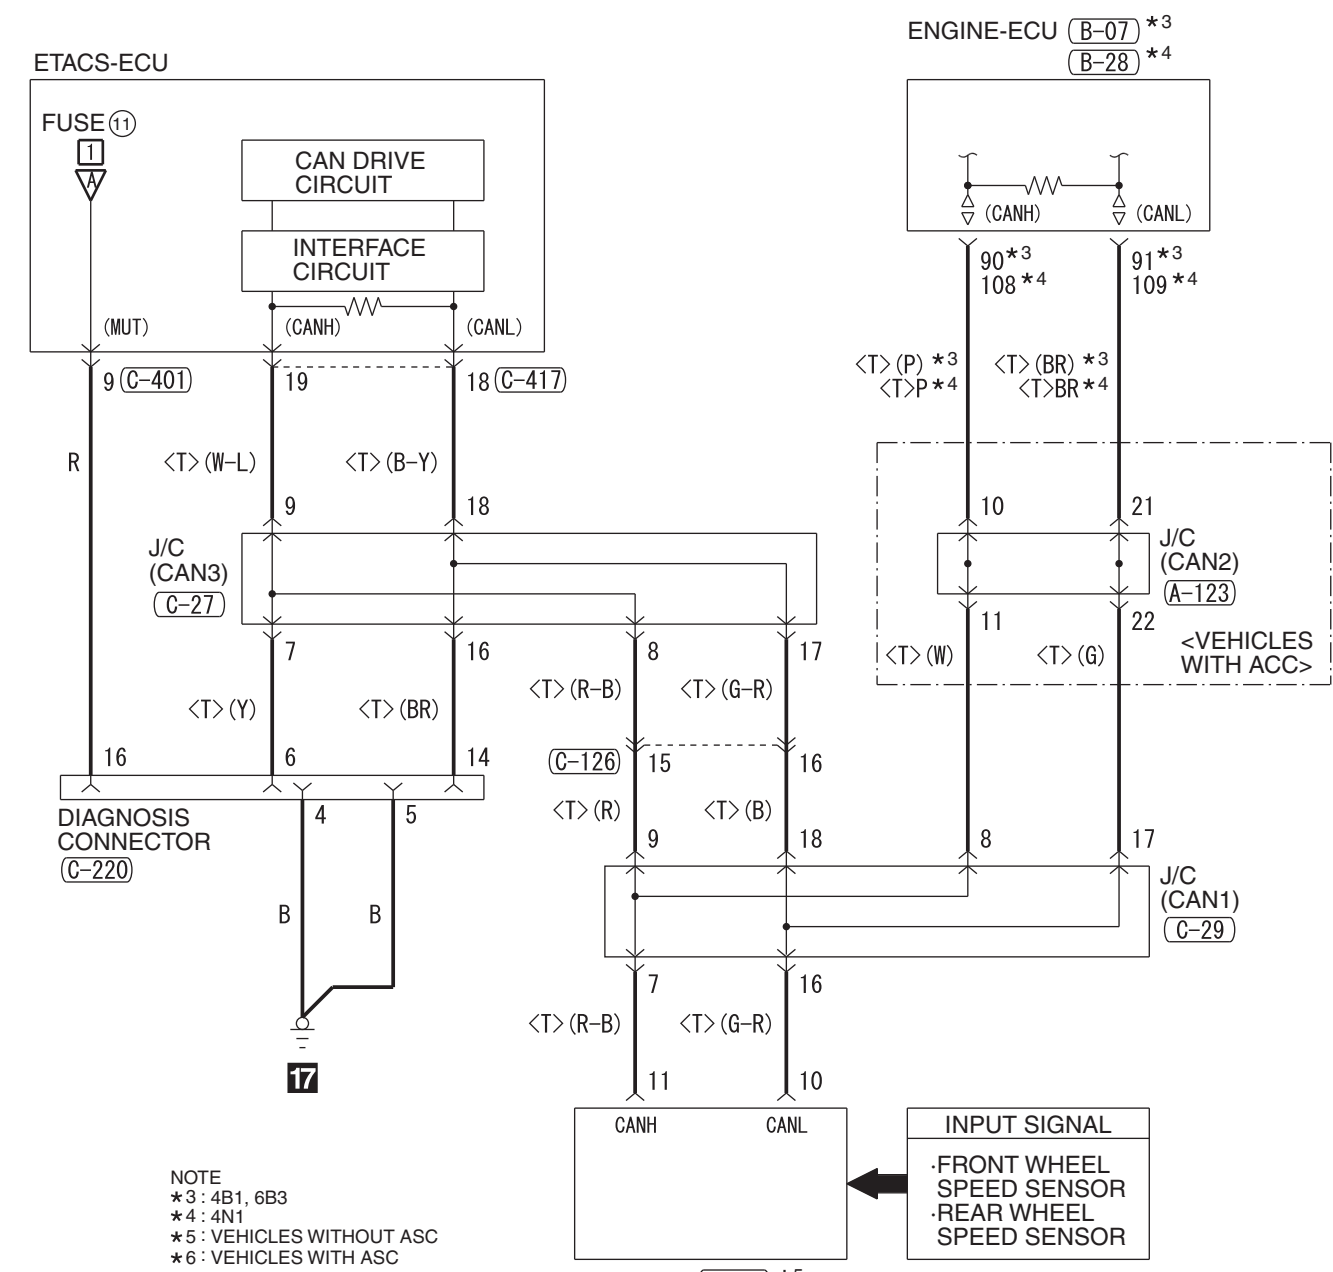 ENGINE-ECU B-07 *3
B-28 *4
ETACS-ECU
FUSE 11
1
A
CAN DRIVE
CIRCUIT
INTERFACE
CIRCUIT
(MUT)
(CANH)
(CANL)
(CANH)
(CANL)
9 C-401
19
18 C-417
90*3
108*4
91*3
109*4
<T>(P) *3
<T>P*4
<T>(BR) *3
<T>BR*4
R
<T>(W-L)
<T>(B-Y)
9
18
10
21
J/C
(CAN3)
C-27
J/C
(CAN2)
A-123
7
16
8
17
11
22
<T>(W)
<T>(G)
<VEHICLES
WITH ACC>
<T>(Y)
<T>(BR)
<T>(R-B)
<T>(G-R)
16
6
14
C-126
15
16
<T>(R)
<T>(B)
DIAGNOSIS
CONNECTOR
C-220
4
5
9
18
8
17
J/C
(CAN1)
C-29
B
B
7
16
<T>(R-B)
<T>(G-R)
17
11
10
CANH
CANL
INPUT SIGNAL
·FRONT WHEEL
SPEED SENSOR
·REAR WHEEL
SPEED SENSOR
NOTE
*3 : 4B1, 6B3
*4 : 4N1
*5 : VEHICLES WITHOUT ASC
*6 : VEHICLES WITH ASC